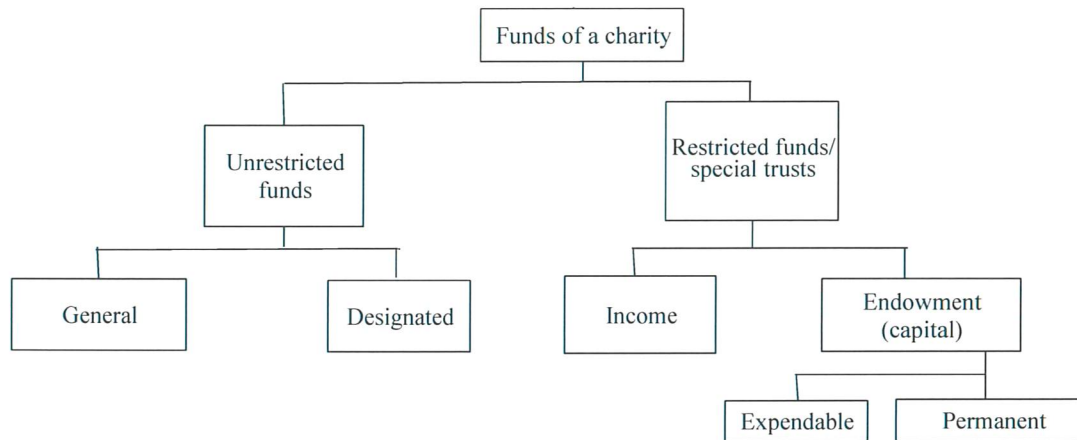 Funds of a charity
Unrestricted
funds
Restricted funds/
special trusts
General
Designated
Income
Endowment
(capital)
Expendable
Permanent